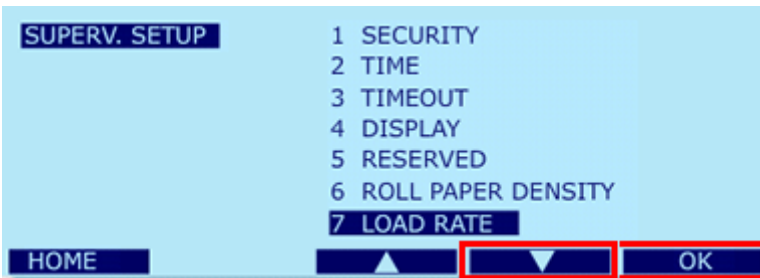 SUPERV. SETUP
1 SECURITY
2 TIME
3 TIMEOUT
4 DISPLAY
5 RESERVED
6 ROLL PAPER DENSITY
7 LOAD RATE
HOME
OK